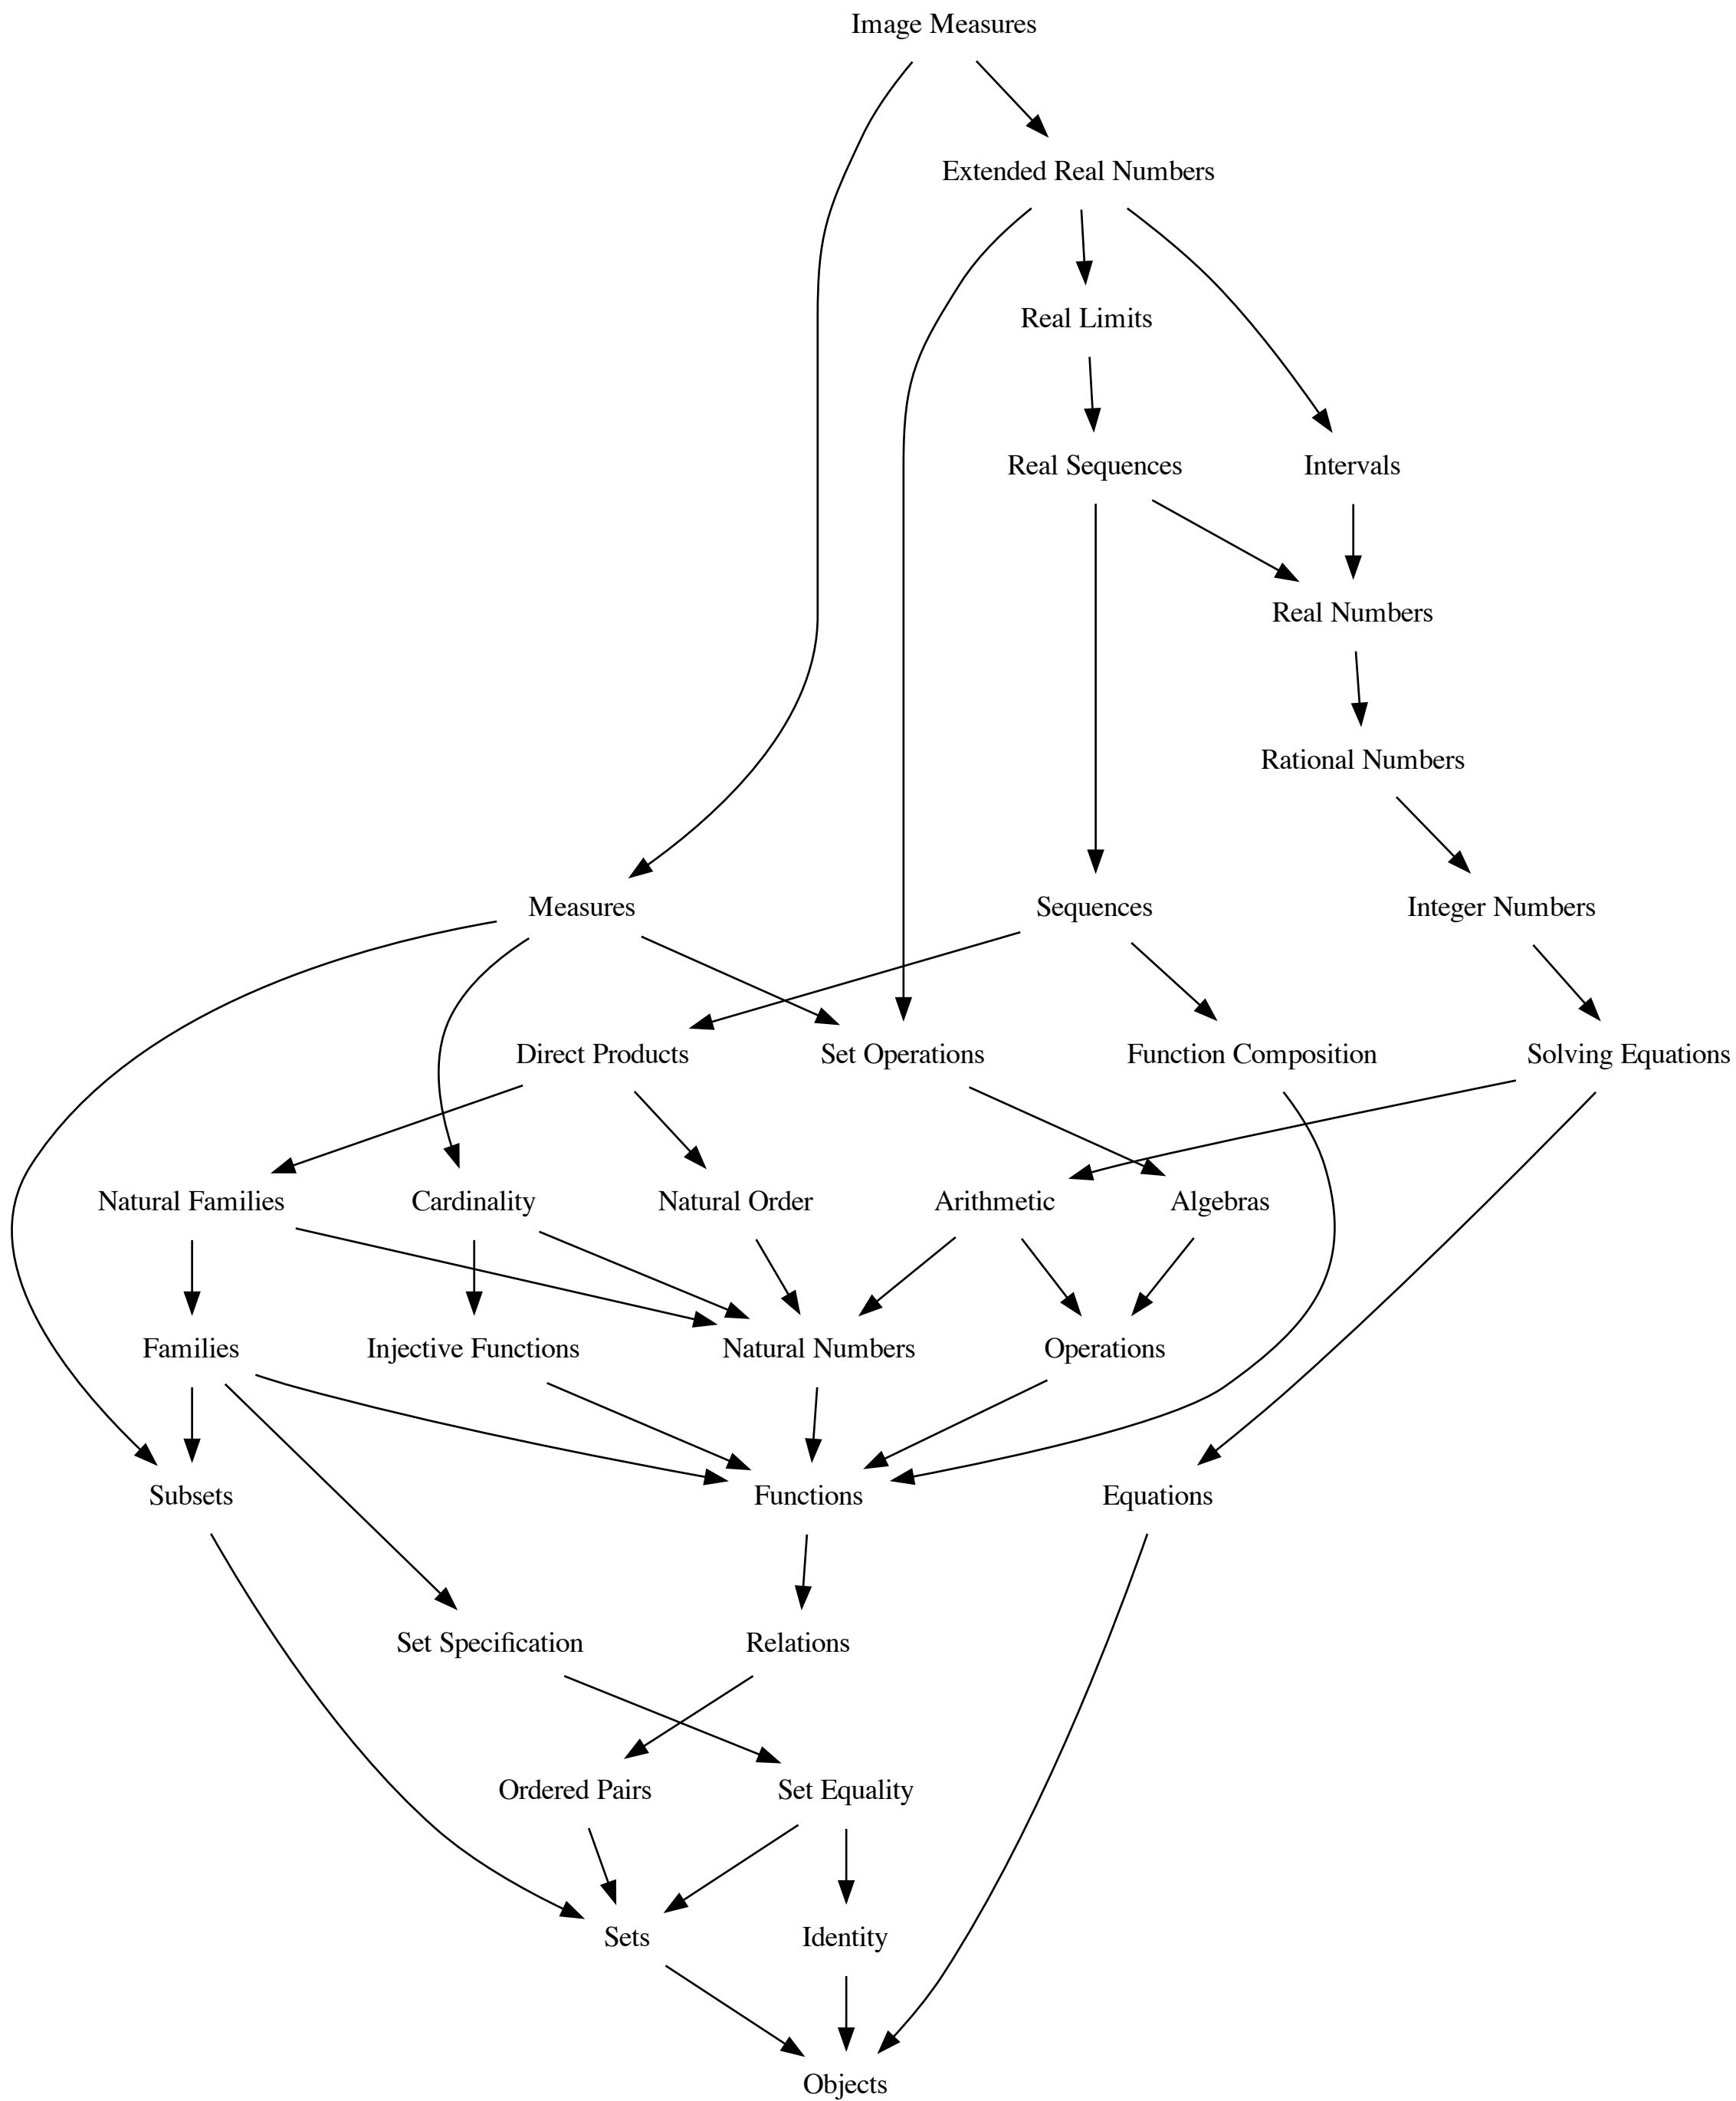 Image Measures
Extended Real Numbers
Real Limits
Real Sequences
Intervals
Real Numbers
Rational Numbers
Measures
Sequences
Integer Numbers
Direct Products
Set Operations
Function Composition
Solving Equations
Natural Families
Cardinality
Natural Order
Arithmetic
Algebras
Families
Injective Functions
Natural Numbers
Operations
Subsets
Functions
Equations
Set Specification
Relations
Ordered Pairs
Set Equality
Sets
Identity
Objects